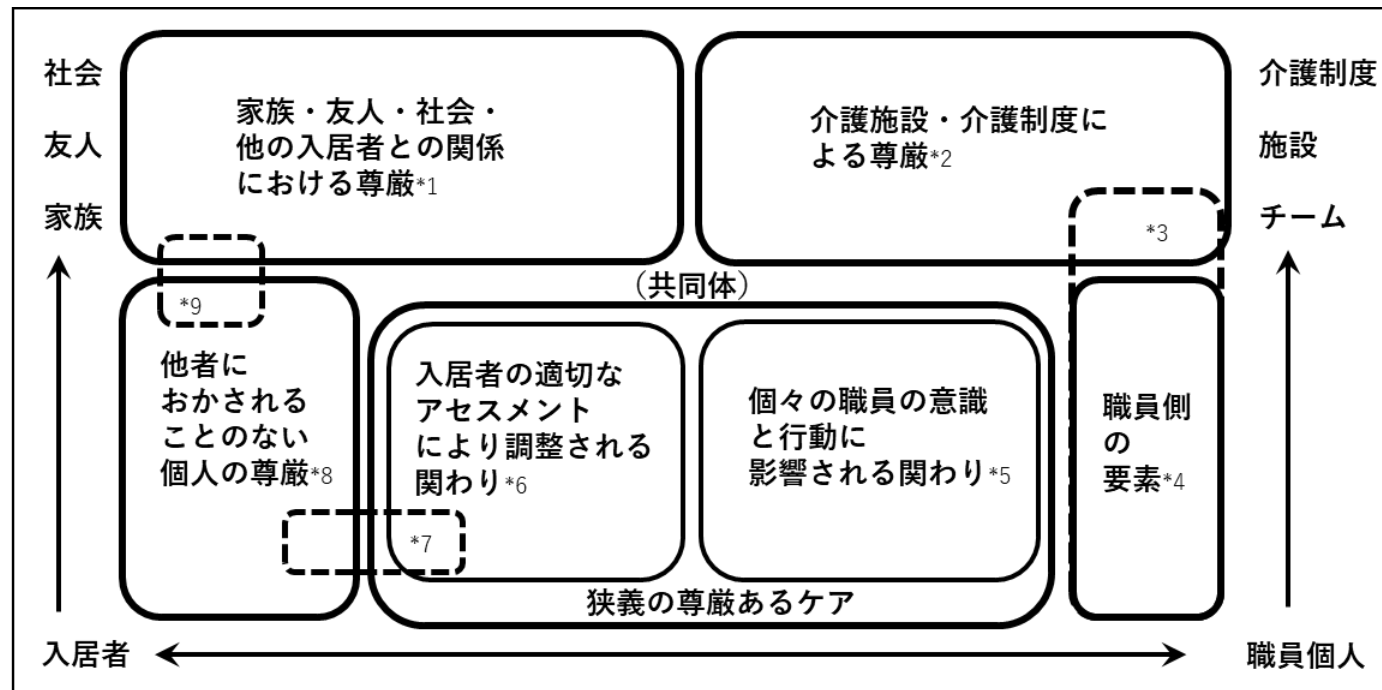 社会
友人
家族
家族・友人・社会・
他の入居者との関係
における尊厳*1
介護施設・介護制度に
よる尊厳*2
介護制度
施設
チーム
*3
(共同体)
*9
他者に
おかされる
ことのない
個人の尊厳*8
入居者の適切な
アセスメント
により調整される
関わり*6
*7
個々の職員の意識
と行動に
影響される関わり*5
職員側
の
要素*4
狭義の尊厳あるケア
入居者
職員個人